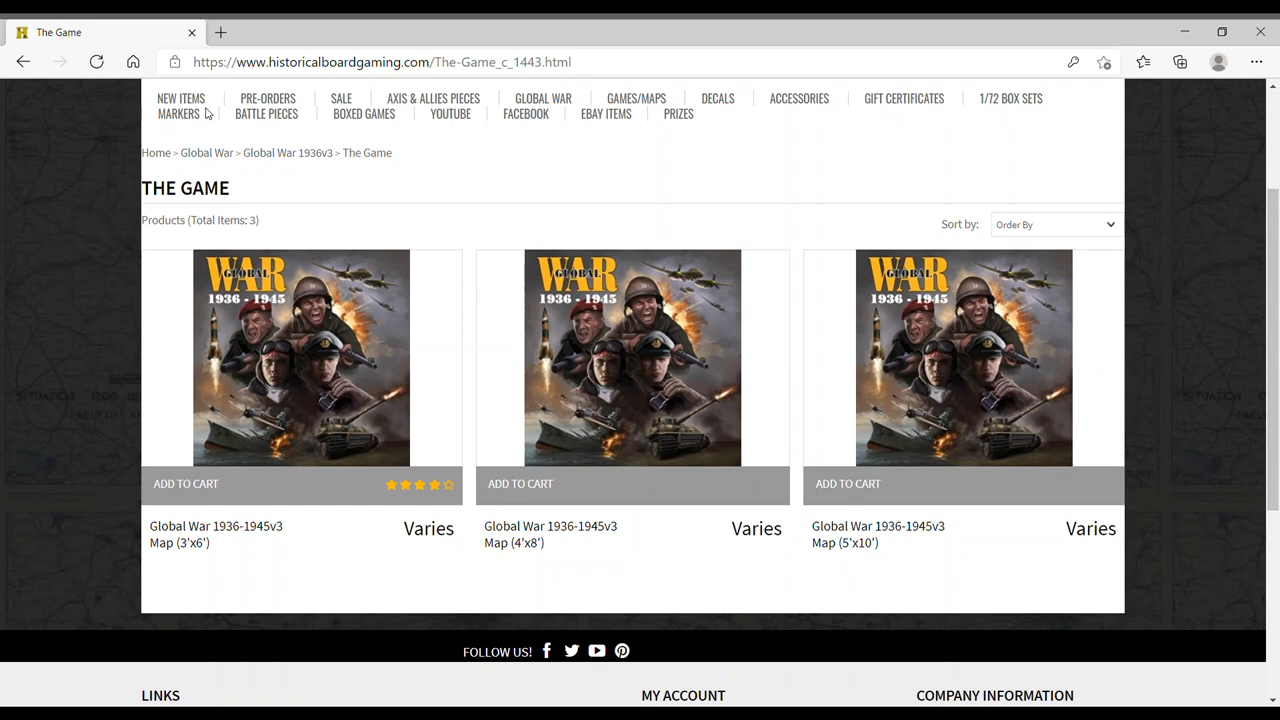 The Game
https://www.historicalboardgaming.com/The-Game_c_1443.html
NEW ITEMS PRE-ORDERS SALE AXIS & ALLIES PIECES GLOBAL WAR GAMES/MAPS DECALS ACCESSORIES GIFT CERTIFICATES 1/72 BOX SETS
MARKERS BATTLE PIECES BOXED GAMES YOUTUBE FACEBOOK EBAY ITEMS PRIZES
Home > Global War > Global War 1936v3 > The Game
THE GAME
Products (Total Items: 3)
Sort by: Order By
WAR GLOBAL 1936 - 1945
WAR GLOBAL 1936 - 1945
WAR GLOBAL 1936 - 1945
ADD TO CART ADD TO CART ADD TO CART
Global War 1936-1945v3 Varies
Map (3'x6')
Global War 1936-1945v3 Varies
Map (4'x8')
Global War 1936-1945v3 Varies
Map (5'x10')
FOLLOW US!
LINKS MY ACCOUNT COMPANY INFORMATION